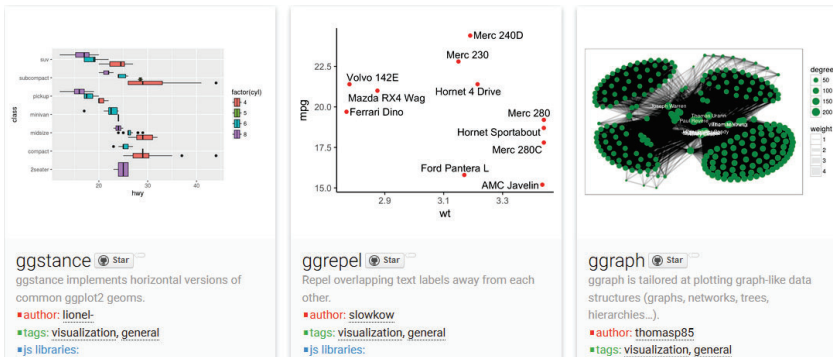 suv
subcompact
pickup
minivan
midsize
compact
2seater
class
20
30
40
hwy
factor(cyl)
4
5
6
8
ggstance Star
ggstance implements horizontal versions of
common ggplot2 geoms.
author: lionel-
tags: visualization, general
js libraries:
mpg
22.5
20.0
17.5
15.0
Merc 240D
Merc 230
Volvo 142E
Hornet 4 Drive
Mazda RX4 Wag
Ferrari Dino
Merc 280
Hornet Sportabout
Merc 280C
Ford Pantera L
AMC Javelin
2.9
3.1
3.3
wt
ggrepel Star
Repel overlapping text labels away from each
other.
author: slowkow
tags: visualization, general
js libraries:
Joseph Warren
Paul Revere
degree
50
100
150
200
weight
1
2
3
4
ggraph Star
ggraph is tailored at plotting graph-like data
structures (graphs, networks, trees,
hierarchies...).
author: thomasp85
tags: visualization, general